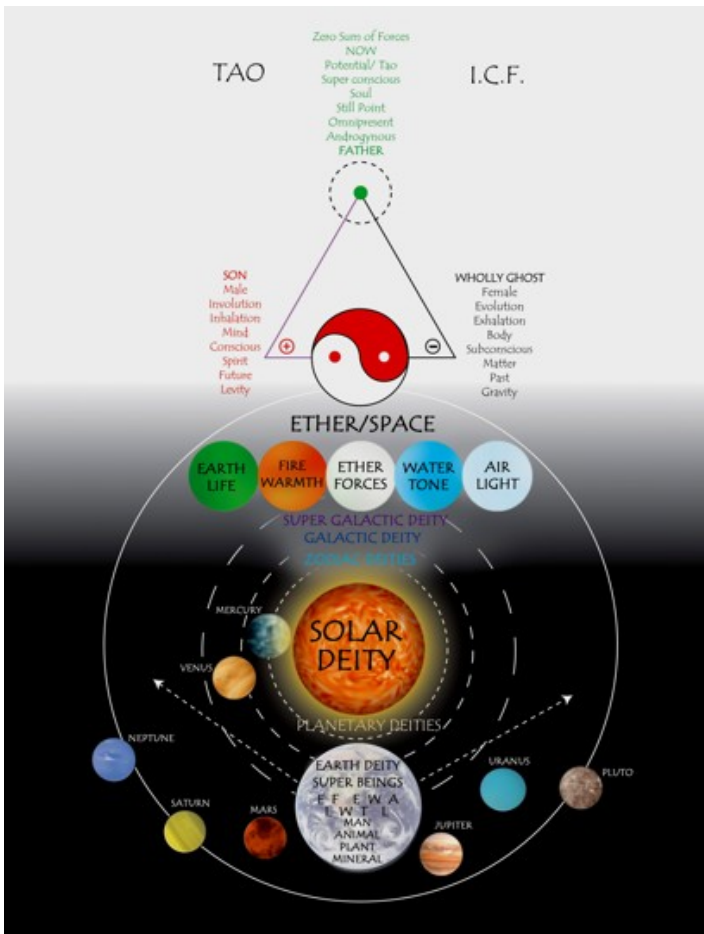 TAO
I.C.F.
Zero Sum of Forces
NOW
Potential/ Tao
Super conscious
Soul
Still Point
Omnipresent
Androgynous
FATHER
SON
Male
Involution
Inhalation
Mind
Conscious
Spirit
Future
Levity
WHOLLY GHOST
Female
Evolution
Exhalation
Body
Subconscious
Matter
Past
Gravity
ETHER/SPACE
EARTH
LIFE
FIRE
WARMTH
ETHER
FORCES
WATER
TONE
AIR
LIGHT
SUPER GALACTIC DEITY
GALACTIC DEITY
ZODIAC DEITIES
MERCURY
VENUS
SOLAR
DEITY
PLANETARY DEITIES
NEPTUNE
SATURN
MARS
EARTH DEITY
SUPER BEINGS
E F E W A
L W T L
MAN
ANIMAL
PLANT
MINERAL
JUPITER
URANUS
PLUTO